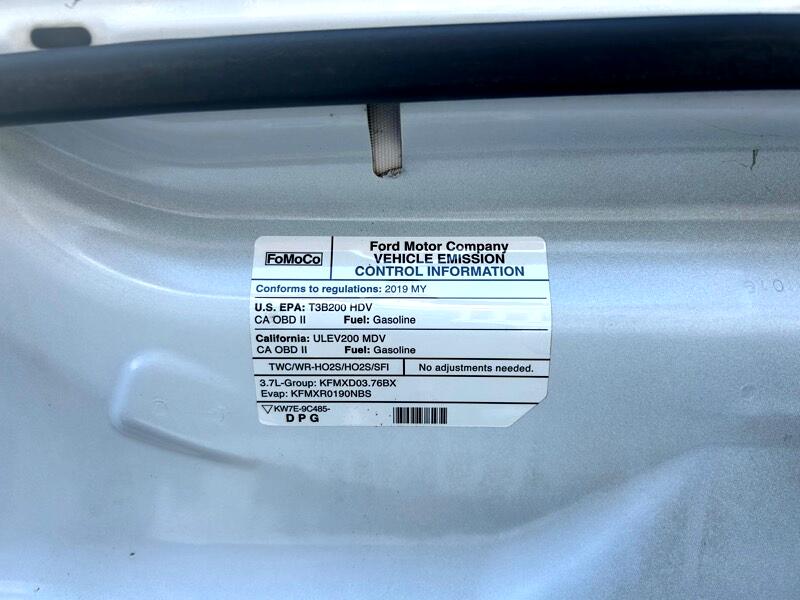 FoMoCo
Ford Motor Company
VEHICLE EMISSION
CONTROL INFORMATION
Conforms to regulations: 2019 MY
U.S. EPA: T3B200 HDV
CA OBD II Fuel: Gasoline
California: ULEV200 MDV
CA OBD II Fuel: Gasoline
TWC/WR-HO2S/HO2S/SFI No adjustments needed.
3.7L-Group: KFMXD03.76BX
Evap: KFMXR0190NBS
KW7E-9C485-
D P G